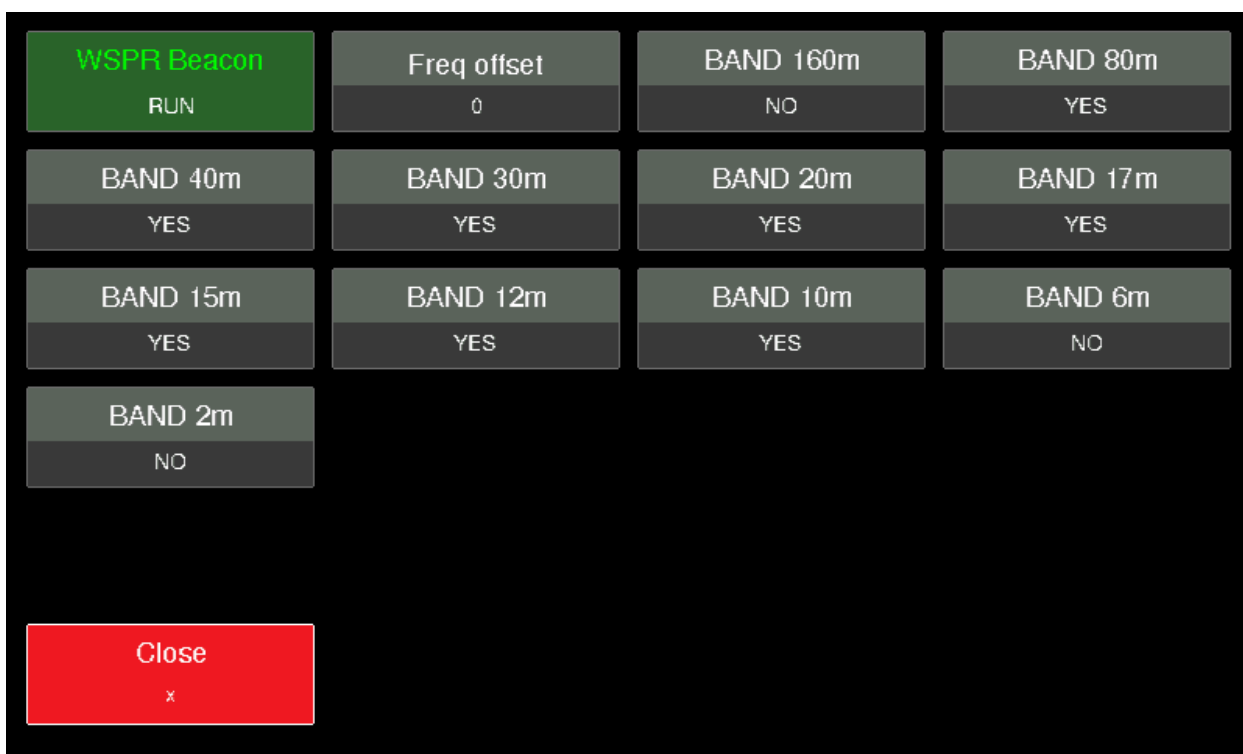 WSPR Beacon
RUN
Freq offset
0
BAND 160m
NO
BAND 80m
YES
BAND 40m
YES
BAND 30m
YES
BAND 20m
YES
BAND 17m
YES
BAND 15m
YES
BAND 12m
YES
BAND 10m
YES
BAND 6m
NO
BAND 2m
NO
Close
x